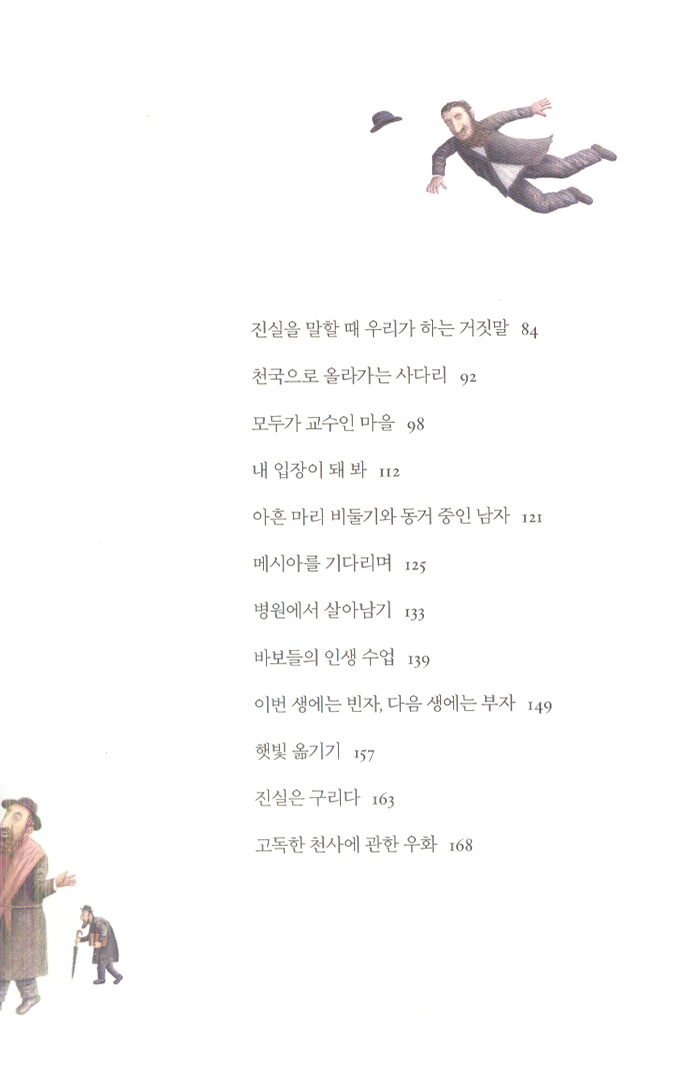 진실을 말할 때 우리가 하는 거짓말 84
천국으로 올라가는 사다리 92
모두가 교수인 마을 98
내 입장이 돼 봐 112
아흔 마리 비둘기와 동거 중인 남자 121
메시아를 기다리며 125
병원에서 살아남기 133
바보들의 인생 수업 139
이번 생에는 빈자, 다음 생에는 부자 149
햇빛 옮기기 157
진실은 구리다 163
고독한 천사에 관한 우화 168